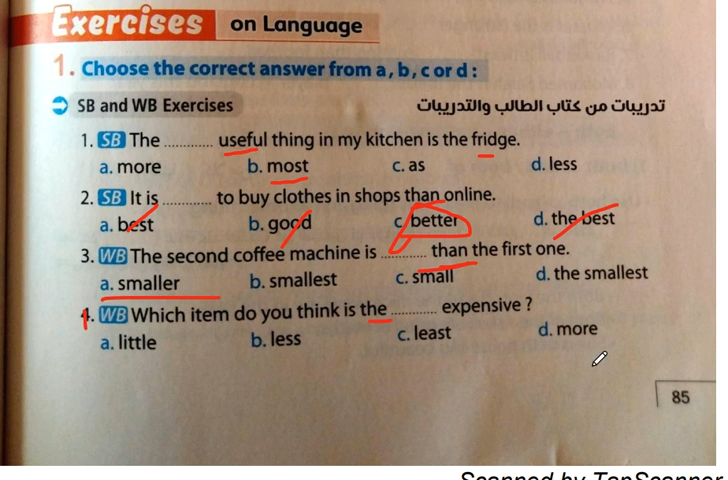 Exercises on Language
1. Choose the correct answer from a, b, c or d :
SB and WB Exercises تدريبات من كتاب الطالب والتدريبات
1. SB The ............ useful thing in my kitchen is the fridge.
a. more b. most c. as d. less
2. SB It is ............ to buy clothes in shops than online.
a. best b. good c. better d. the best
3. WB The second coffee machine is ............ than the first one.
a. smaller b. smallest c. small d. the smallest
4. WB Which item do you think is the ............ expensive ?
a. little b. less c. least d. more
85